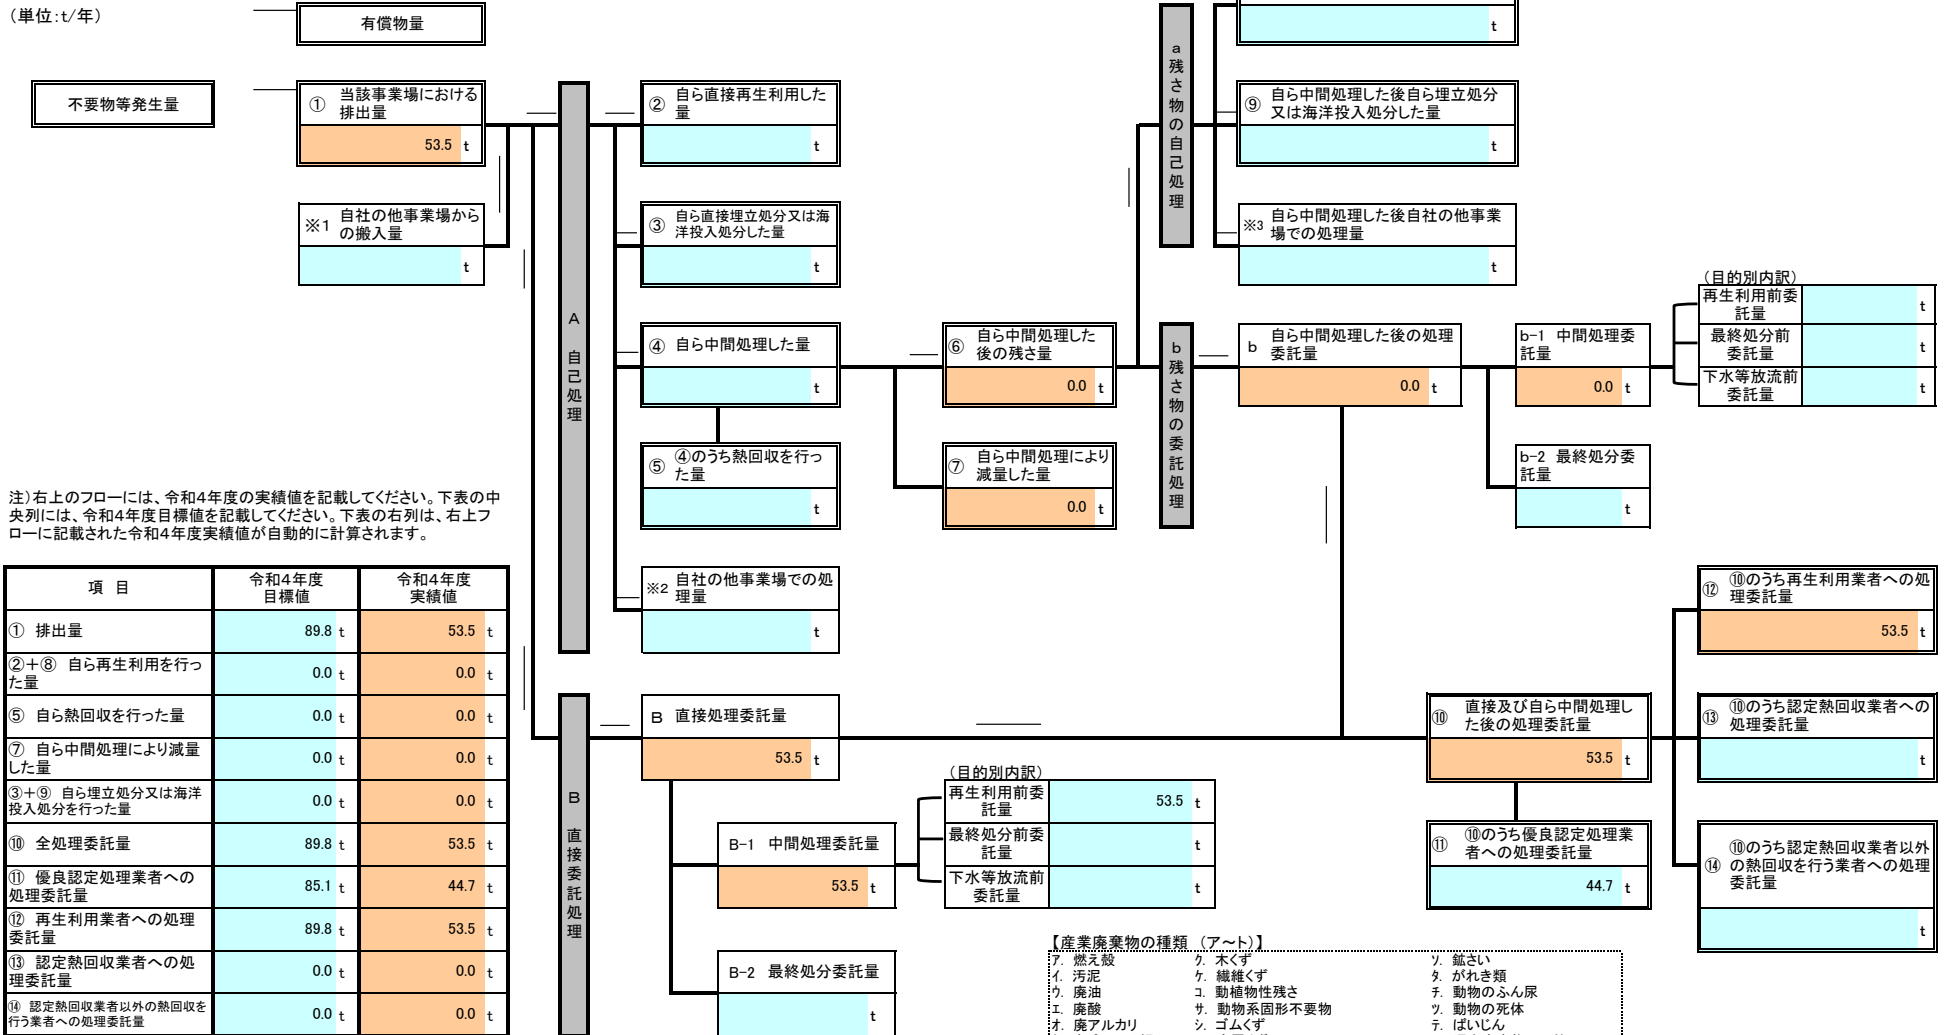 （単位:t/年）
有償物量
t
不要物等発生量
① 当該事業場における
排出量
53.5 t
※1 自社の他事業場から
の搬入量
t
A 自己処理
② 自ら直接再生利用した
量
t
③ 自ら直接埋立処分又は海
洋投入処分した量
t
④ 自ら中間処理した量
t
⑤ ④のうち熱回収を行っ
た量
t
※2 自社の他事業場での処
理量
t
⑥ 自ら中間処理した
後の残さ量
0.0 t
⑦ 自ら中間処理により
減量した量
0.0 t
a 残さ物の自己処理
⑨ 自ら中間処理した後自ら埋立処分
又は海洋投入処分した量
t
※3 自ら中間処理した後自社の他事業
場での処理量
t
b 残さ物の委託処理
b 自ら中間処理した後の処理
委託量
0.0 t
b-1 中間処理委
託量
0.0 t
b-2 最終処分委
託量
t
（目的別内訳）
再生利用前委
託量
t
最終処分前
委託量
t
下水等放流前
委託量
t
注）右上のフローには、令和4年度の実績値を記載してください。下表の中
央列には、令和4年度目標値を記載してください。下表の右列は、右上フ
ローに記載された令和4年度実績値が自動的に計算されます。
項 目 令和4年度 目標値 令和4年度 実績値
① 排出量 89.8 t 53.5 t
②＋⑧ 自ら再生利用を行っ
た量 0.0 t 0.0 t
⑤ 自ら熱回収を行った量 0.0 t 0.0 t
⑦ 自ら中間処理により減量
した量 0.0 t 0.0 t
③＋⑨ 自ら埋立処分又は海洋
投入処分を行った量 0.0 t 0.0 t
⑩ 全処理委託量 89.8 t 53.5 t
⑪ 優良認定処理業者への
処理委託量 85.1 t 44.7 t
⑫ 再生利用業者への処理
委託量 89.8 t 53.5 t
⑬ 認定熱回収業者への処
理委託量 0.0 t 0.0 t
⑭ 認定熱回収業者以外の熱回収を
行う業者への処理委託量 0.0 t 0.0 t
B 直接委託処理
B 直接処理委託量
53.5 t
B-1 中間処理委託量
53.5 t
B-2 最終処分委託量
t
（目的別内訳）
再生利用前委
託量
53.5 t
最終処分前委
託量
t
下水等放流前
委託量
t
⑩ 直接及び自ら中間処理し
た後の処理委託量
53.5 t
⑪ ⑩のうち優良認定処理業
者への処理委託量
44.7 t
⑫ ⑩のうち再生利用業者への処
理委託量
53.5 t
⑬ ⑩のうち認定熱回収業者への
処理委託量
t
⑭ ⑩のうち認定熱回収業者以外
の熱回収を行う業者への処理
委託量
t
【産業廃棄物の種類 （ア～ト）】
ア. 燃え殻 ク. 木くず ソ. 鉱さい
イ. 汚泥 ケ. 繊維くず タ. がれき類
ウ. 廃油 コ. 動植物性残さ チ. 動物のふん尿
エ. 廃酸 サ. 動物系固形不要物 ツ. 動物の死体
オ. 廃アルカリ シ. ゴムくず テ. ばいじん